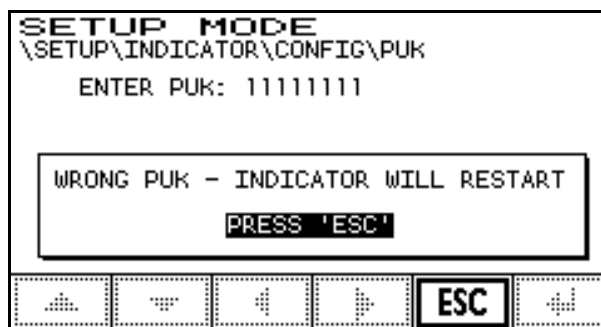 SETUP MODE
\SETUP\INDICATOR\CONFIG\PUK
ENTER PUK: 11111111
WRONG PUK - INDICATOR WILL RESTART
PRESS 'ESC'
ESC